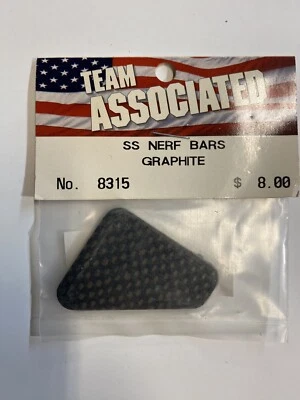 TEAM
ASSOCIATED
SS NERF BARS
GRAPHITE
No. 8315 $ 8.00